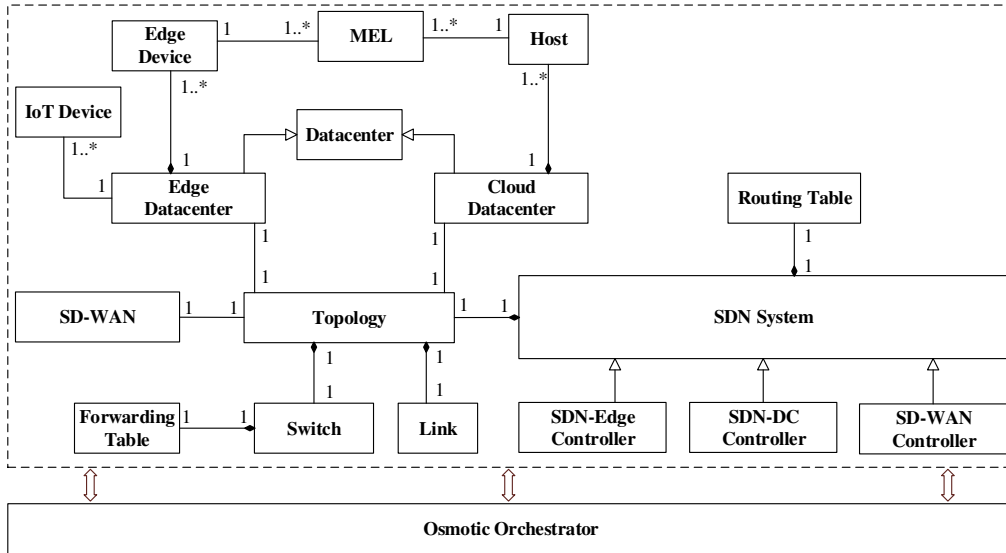 Edge
Device
1
1..*
MEL
1..*
1
Host
1..*
1..*
IoT Device
Datacenter
1..*
1
1
1
Edge
Datacenter
Cloud
Datacenter
Routing Table
1
1
1
1
1
1
SD-WAN
1
1
Topology
1
1
SDN System
1
1
1
1
Forwarding
Table
1
1
Switch
Link
SDN-Edge
Controller
SDN-DC
Controller
SD-WAN
Controller
Osmotic Orchestrator